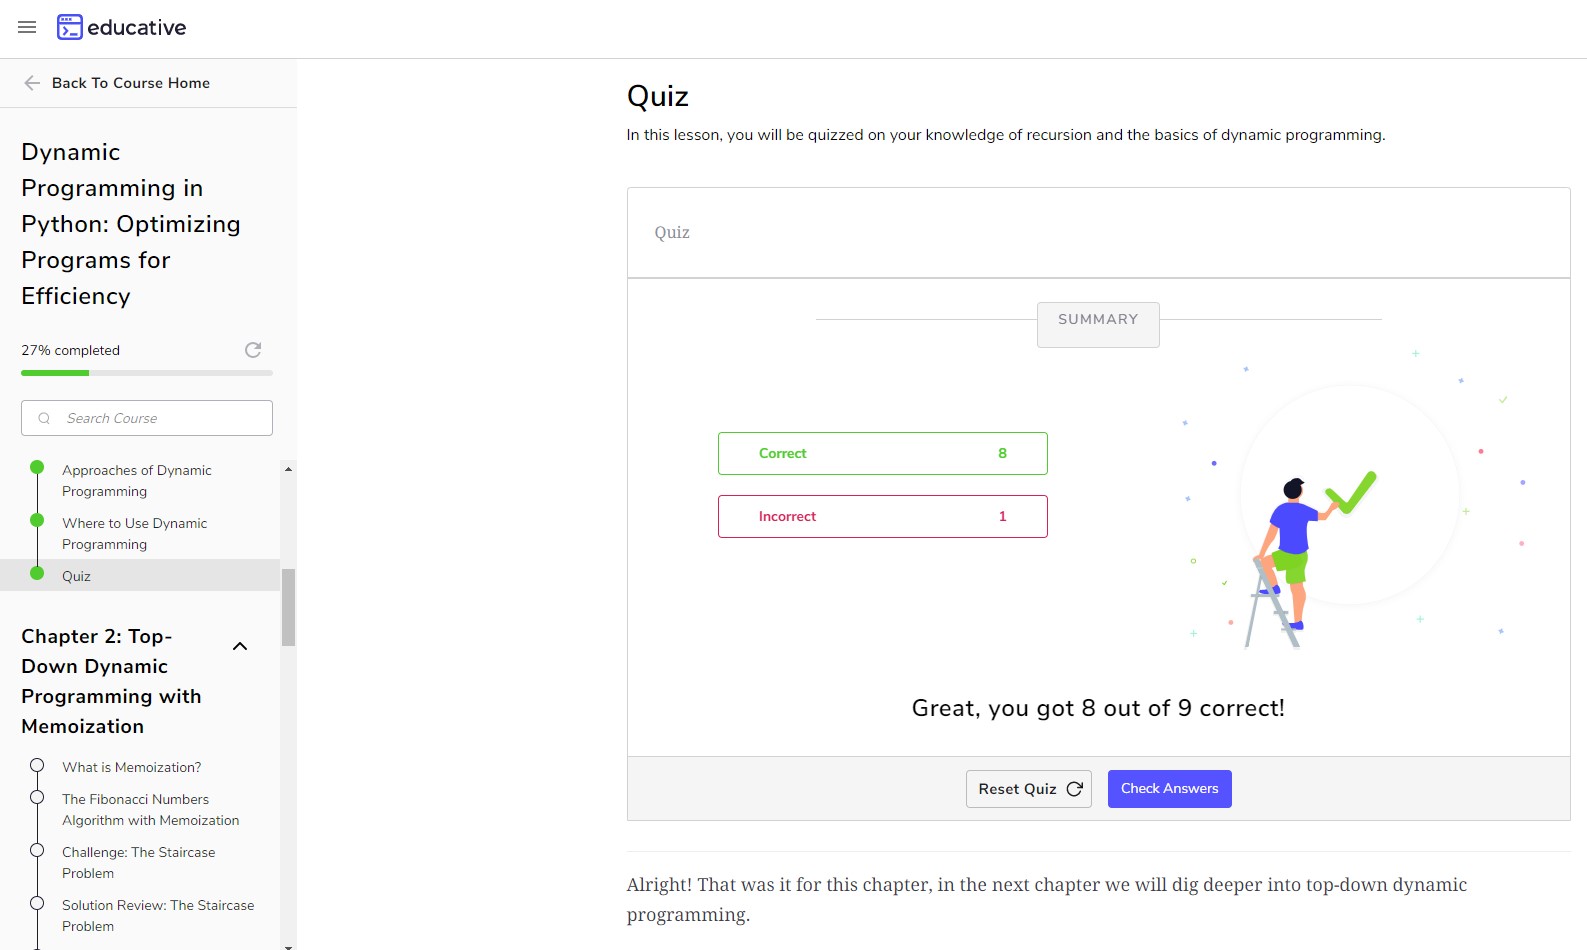 educative
Back To Course Home
Dynamic
Programming in
Python: Optimizing
Programs for
Efficiency
27% completed
Search Course
Approaches of Dynamic
Programming
Where to Use Dynamic
Programming
Quiz
Chapter 2: Top-
Down Dynamic
Programming with
Memoization
What is Memoization?
The Fibonacci Numbers
Algorithm with Memoization
Challenge: The Staircase
Problem
Solution Review: The Staircase
Problem
Quiz
In this lesson, you will be quizzed on your knowledge of recursion and the basics of dynamic programming.
Quiz
SUMMARY
Correct 8
Incorrect 1
Great, you got 8 out of 9 correct!
Reset Quiz
Check Answers
Alright! That was it for this chapter, in the next chapter we will dig deeper into top-down dynamic
programming.